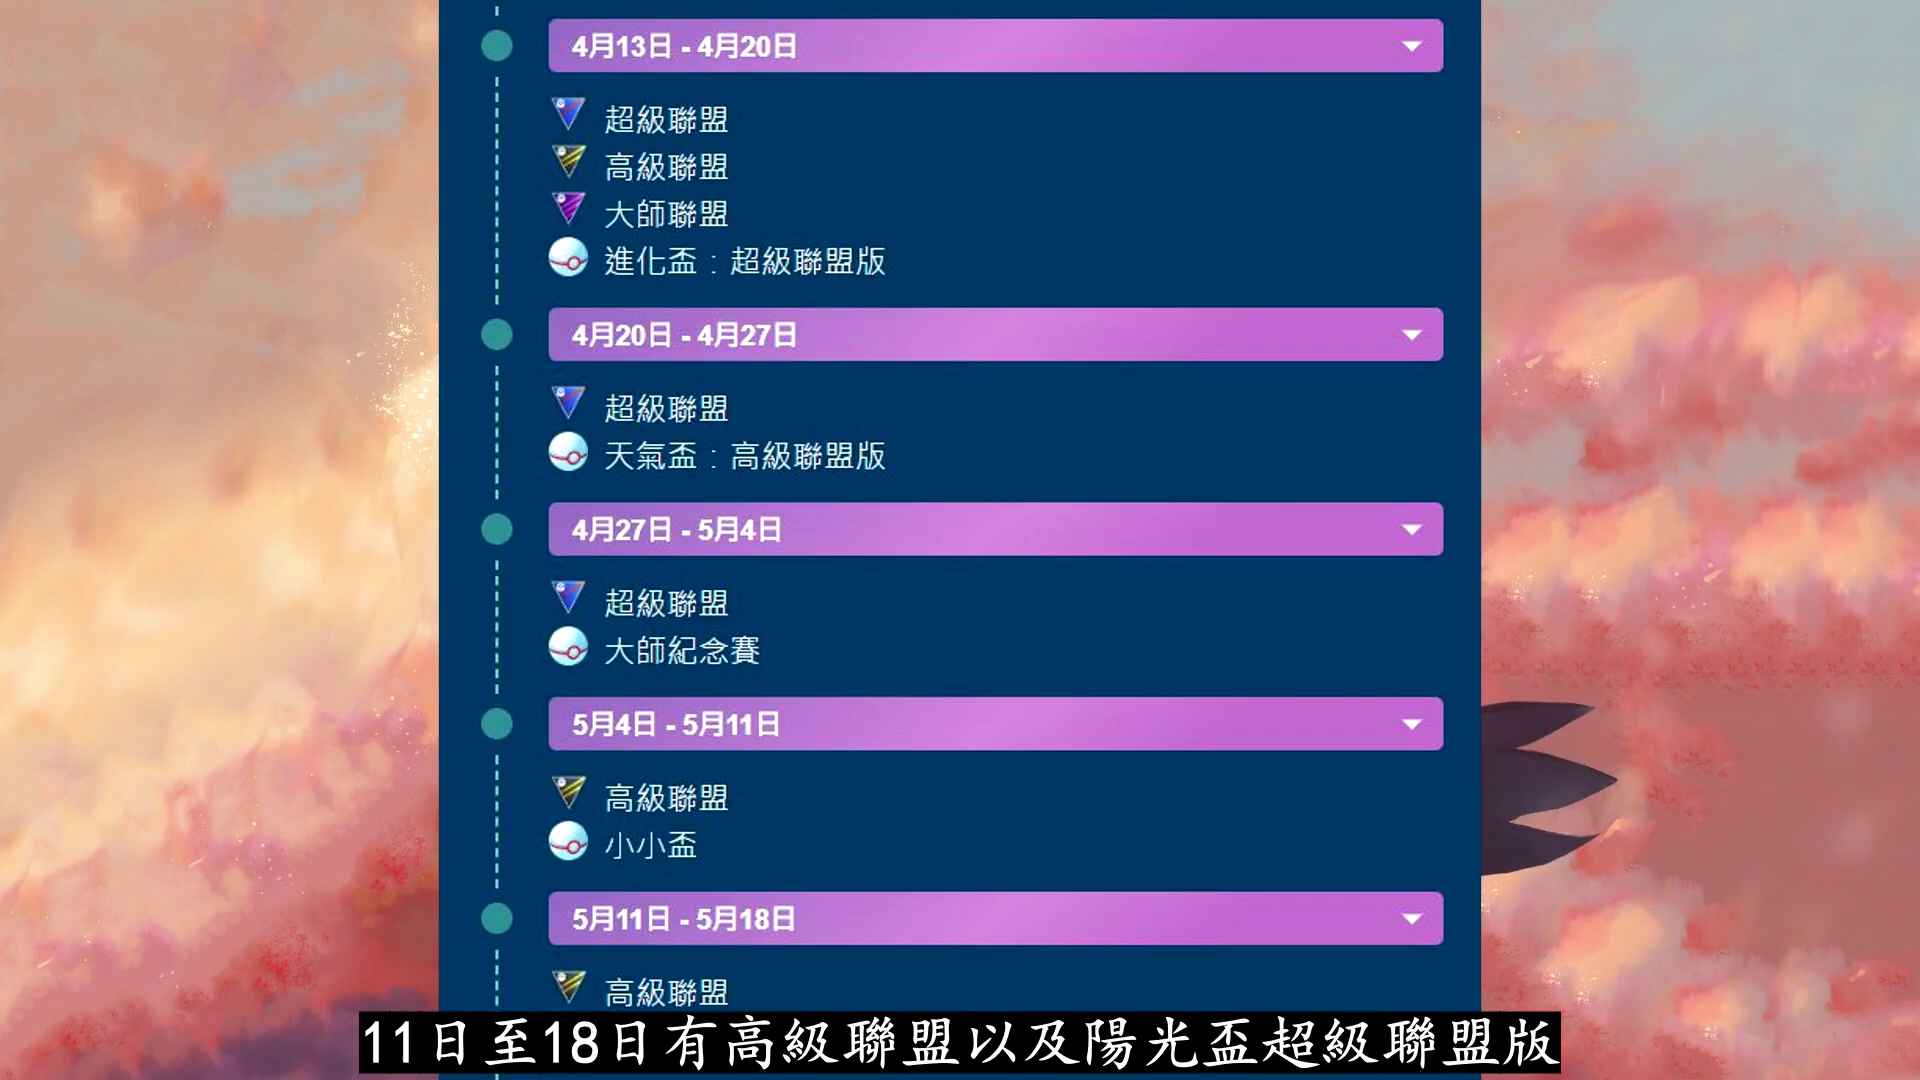 4月13日 - 4月20日
超級聯盟
高級聯盟
大師聯盟
進化盃：超級聯盟版
4月20日 - 4月27日
超級聯盟
天氣盃：高級聯盟版
4月27日 - 5月4日
超級聯盟
大師紀念賽
5月4日 - 5月11日
高級聯盟
小小盃
5月11日 - 5月18日
高級聯盟
11日至18日有高級聯盟以及陽光盃超級聯盟版